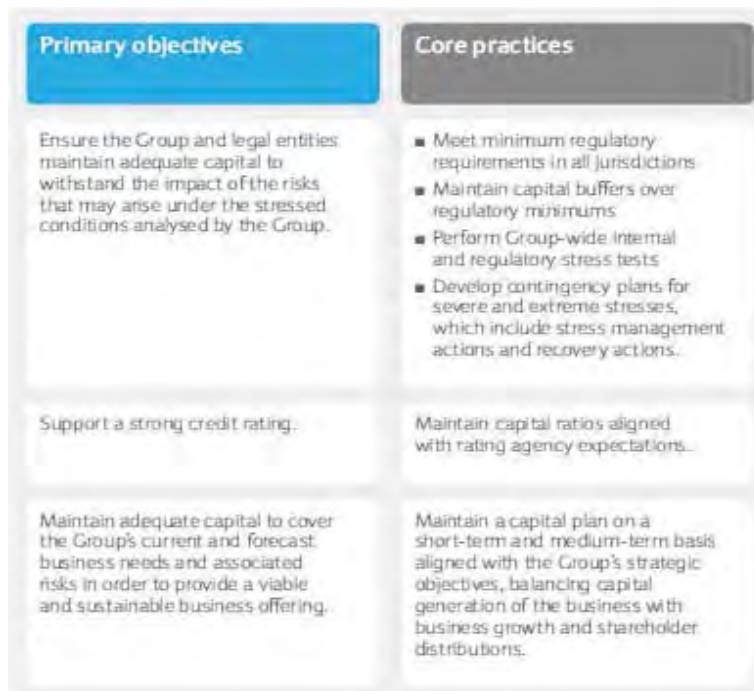 Primary objectives
Core practices
Ensure the Group and legal entities
maintain adequate capital to
withstand the impact of the risks
that may arise under the stressed
conditions analysed by the Group.
■ Meet minimum regulatory
requirements in all jurisdictions
■ Maintain capital buffers over
regulatory minimums
■ Perform Group-wide internal
and regulatory stress tests
■ Develop contingency plans for
severe and extreme stresses,
which include stress management
actions and recovery actions.
Support a strong credit rating.
Maintain capital ratios aligned
with rating agency expectations.
Maintain adequate capital to cover
the Group's current and forecast
business needs and associated
risks in order to provide a viable
and sustainable business offering.
Maintain a capital plan on a
short-term and medium-term basis
aligned with the Group's strategic
objectives, balancing capital
generation of the business with
business growth and shareholder
distributions.